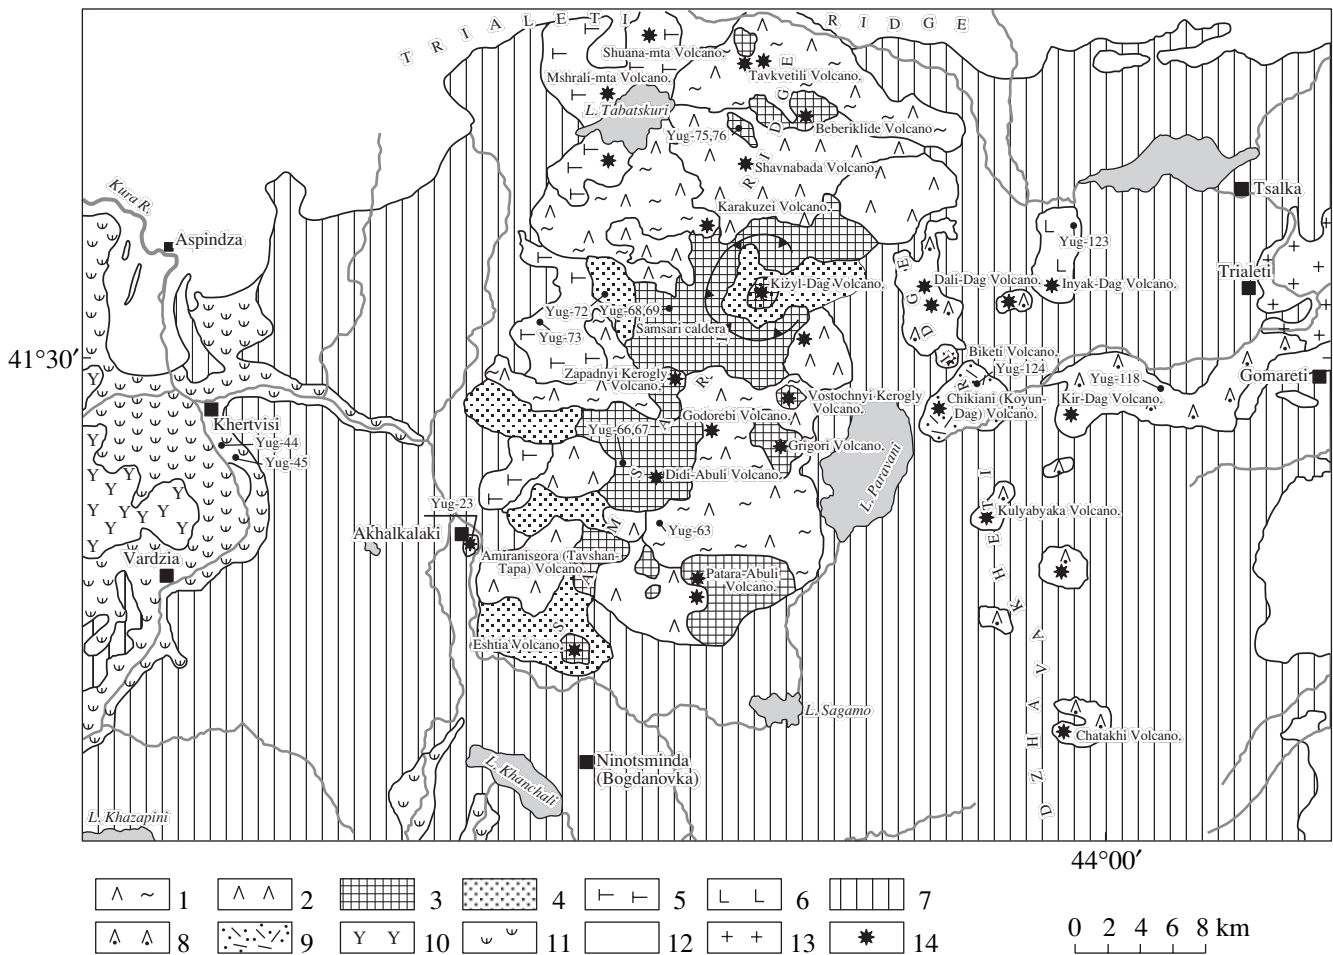 TRIALETI RIDGE
Shuana-mta Volcano.
Mshrali-mta Volcano.
Tavkvetili Volcano.
L. Tabatskuri
Beberiklide Volcano
Yug-75,76
Shavnabada Volcano.
Tsalka
Kura R.
Karakuzei Volcano.
Aspindza
Yug-123
Trialeti
Kizyl-Dag Volcano.
Dali-Dag Volcano.
Inyak-Dag Volcano.
Yug-72
Yug-68,69
Samsari caldera
Yug-73
41°30′
Biketi Volcano.
Yug-124
Zapadnyi Kerogly
Volcano.
Yug-118
Gomareti
Vostochnyi Kerogly
Volcano.
Chikiani (Koyun-
Dag) Volcano.
Kir-Dag Volcano.
Khertvisi
Godorebi Volcano.
Yug-66,67
Yug-44
Grigori Volcano.
Yug-45
Didi-Abuli Volcano.
L. Paravani
Yug-23
Kulyabyaka Volcano.
Akhalkalaki
Yug-63
Vardzia
Amiranisgora (Tavshan-
Tapa) Volcano.
Patara-Abuli
Volcano.
SAMSARI RIDGE
Eshtia Volcano.
L. Sagamo
DZHAVAKHETI RIDGE
Chatakhi Volcano.
Ninotsminda
(Bogdanovka)
L. Khanchali
L. Khazapini
44°00′
1 2 3 4 5 6 7
8 9 10 11 12 13 14
0 2 4 6 8 km